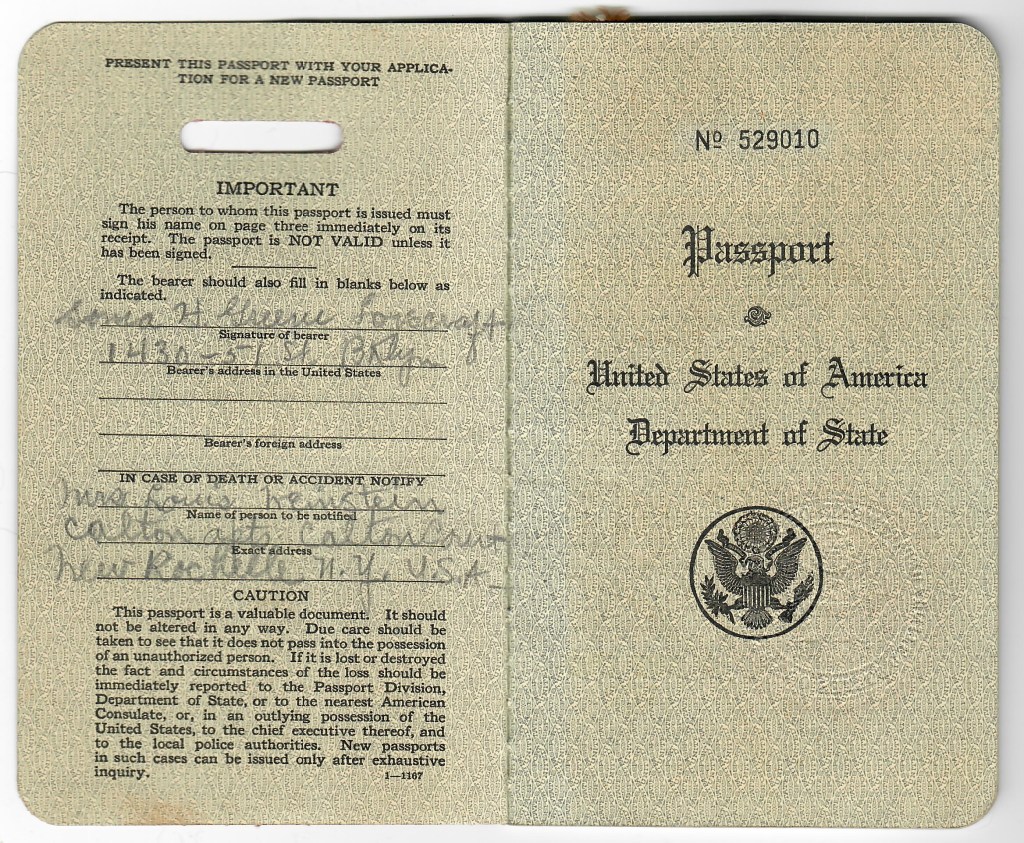 PRESENT THIS PASSPORT WITH YOUR APPLICA-
TION FOR A NEW PASSPORT
IMPORTANT
The person to whom this passport is issued must
sign his name on page three immediately on its
receipt. The passport is NOT VALID unless it
has been signed.
The bearer should also fill in blanks below as
indicated.
Sonia H Greene Lovecraft
Signature of bearer
1430-51 St. Bklyn
Bearer's address in the United States
Bearer's foreign address
IN CASE OF DEATH OR ACCIDENT NOTIFY
Mrs Louis Weinstein
Name of person to be notified
Calton apts Calton Court
Exact address
New Rochelle N.Y. U.S.A-
CAUTION
This passport is a valuable document. It should
not be altered in any way. Due care should be
taken to see that it does not pass into the possession
of an unauthorized person. If it is lost or destroyed
the fact and circumstances of the loss should be
immediately reported to the Passport Division,
Department of State, or to the nearest American
Consulate, or, in an outlying possession of the
United States, to the chief executive thereof, and
to the local police authorities. New passports
in such cases can be issued only after exhaustive
inquiry.
1—1167
Nº 529010
Passport
United States of America
Department of State